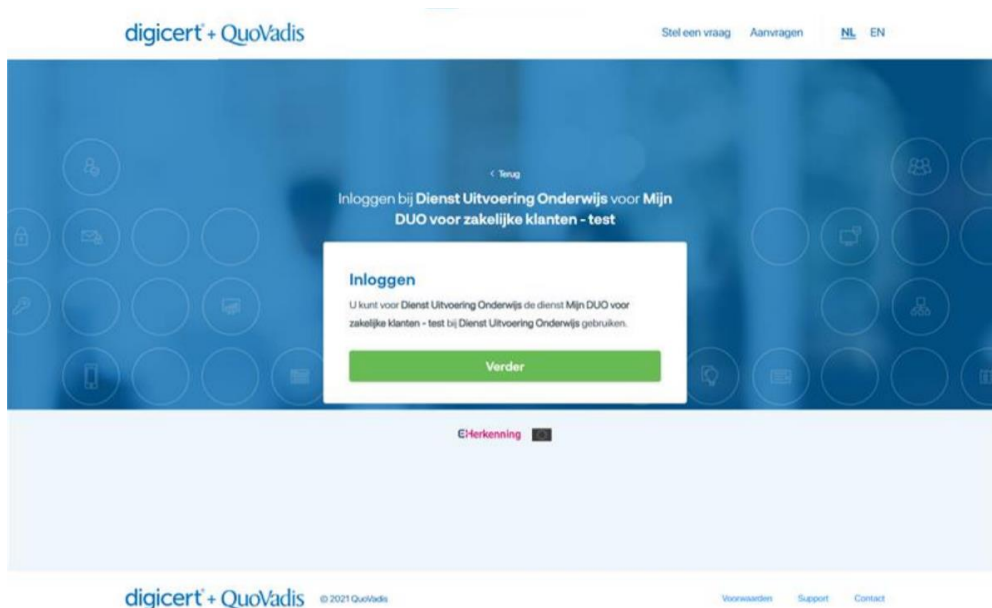 digicert + QuoVadis
Stel een vraag Aanvragen NL EN
< Terug
Inloggen bij Dienst Uitvoering Onderwijs voor Mijn
DUO voor zakelijke klanten - test
Inloggen
U kunt voor Dienst Uitvoering Onderwijs de dienst Mijn DUO voor
zakelijke klanten - test bij Dienst Uitvoering Onderwijs gebruiken.
Verder
eHerkenning
digicert + QuoVadis © 2021 QuoVadis
Voorwaarden Support Contact